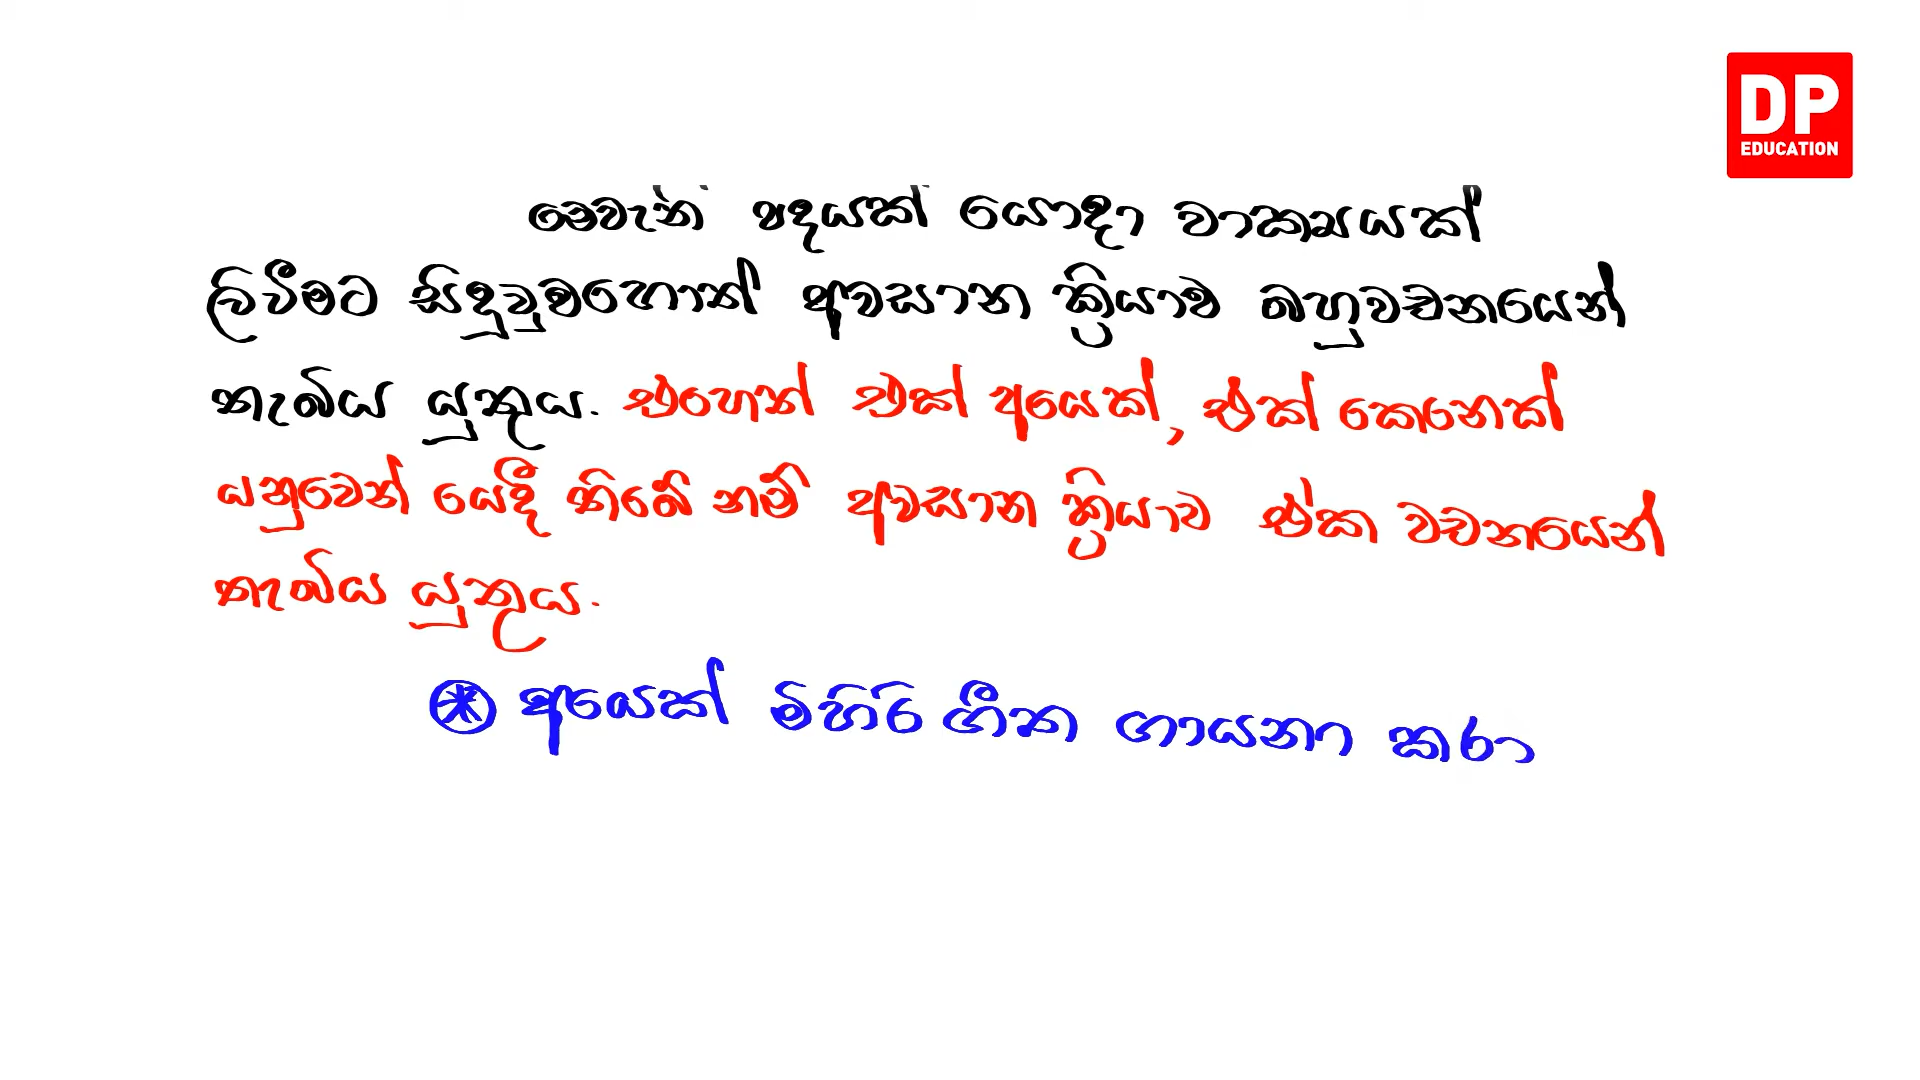 DP
EDUCATION
මෙවැනි පදයක් යොදා වාක්‍යයක්
ලිවීමට සිදුවුවහොත් අවසාන ක්‍රියාව බහුවචනයෙන්
තැබිය යුතුය. එහෙත් එක් අයෙක්, එක් කෙනෙක්
යනුවෙන් යෙදී තිබේ නම් අවසාන ක්‍රියාව ඒක වචනයෙන්
තැබිය යුතුය.
අයෙක් මිහිරි ගීත ගායනා කරා